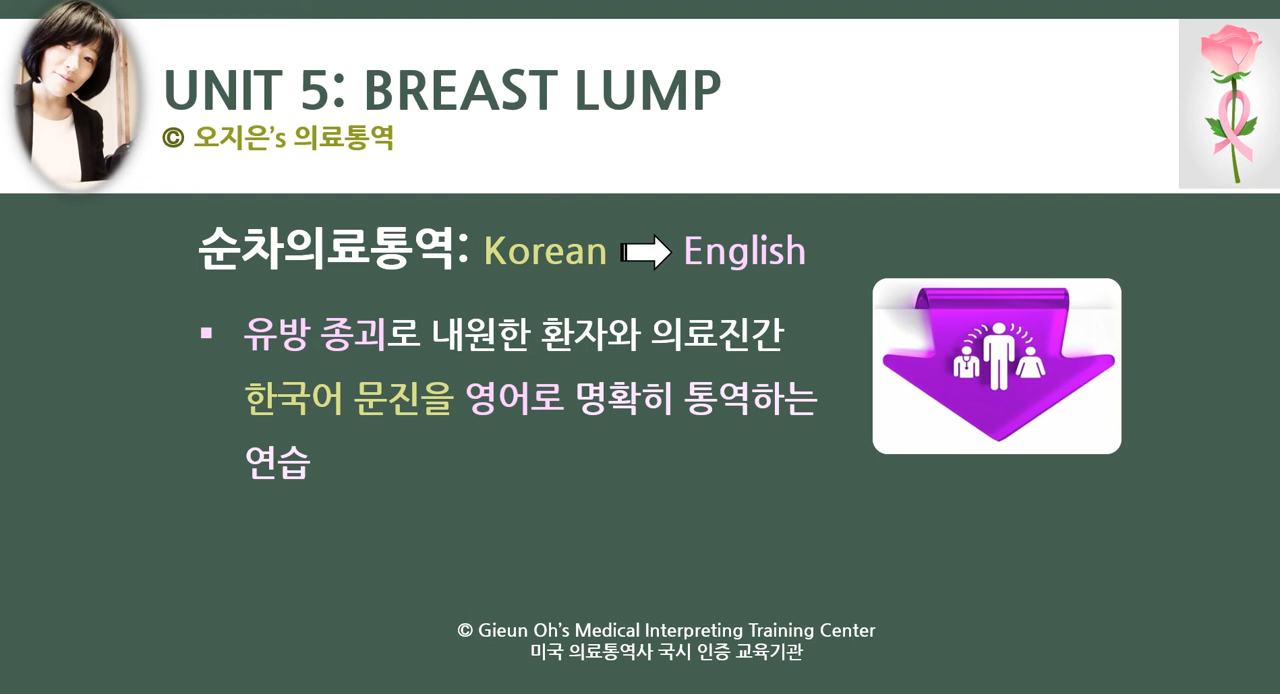 UNIT 5: BREAST LUMP
© 오지은’s 의료통역
순차의료통역: Korean English
▪ 유방 종괴로 내원한 환자와 의료진간
한국어 문진을 영어로 명확히 통역하는
연습
© Gieun Oh’s Medical Interpreting Training Center
미국 의료통역사 국시 인증 교육기관